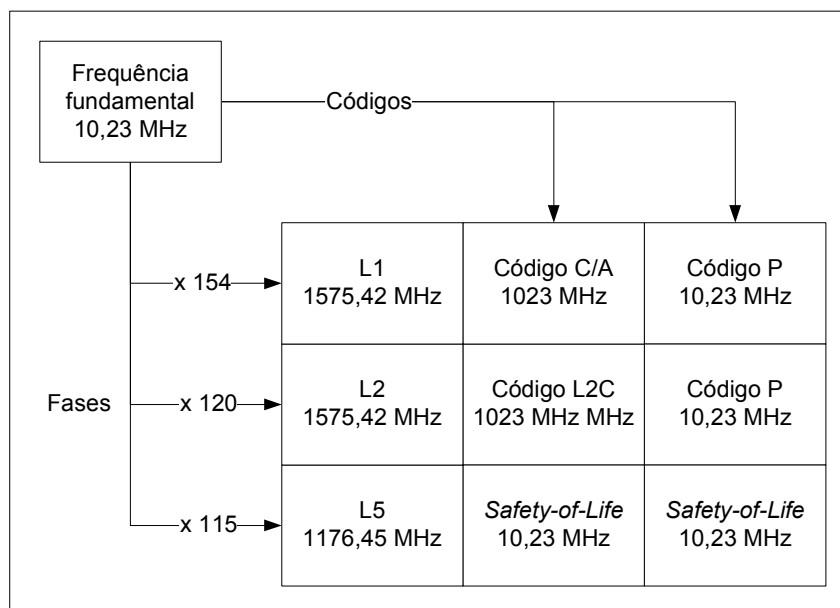 Frequência
fundamental
10,23 MHz
Códigos
x 154
L1
1575,42 MHz
Código C/A
1023 MHz
Código P
10,23 MHz
Fases
x 120
L2
1575,42 MHz
Código L2C
1023 MHz MHz
Código P
10,23 MHz
x 115
L5
1176,45 MHz
Safety-of-Life
10,23 MHz
Safety-of-Life
10,23 MHz